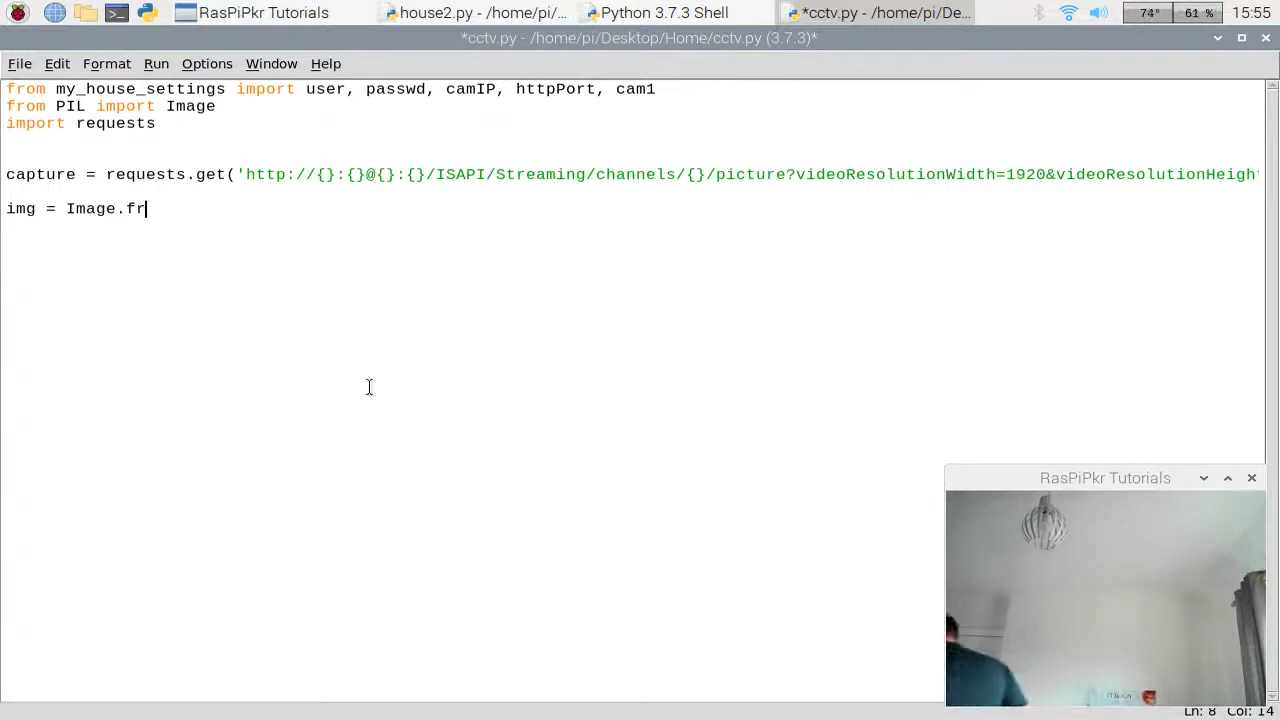 RasPiPkr Tutorials
house2.py - /home/pi/...
Python 3.7.3 Shell
*cctv.py - /home/pi/De...
74°
61 %
15:55
*cctv.py - /home/pi/Desktop/Home/cctv.py (3.7.3)*
File Edit Format Run Options Window Help
from my_house_settings import user, passwd, camIP, httpPort, cam1
from PIL import Image
import requests
capture = requests.get('http://{}:{}@{}:{}/ISAPI/Streaming/channels/{}/picture?videoResolutionWidth=1920&videoResolutionHeight
img = Image.fr
RasPiPkr Tutorials
Ln: 8 Col: 14